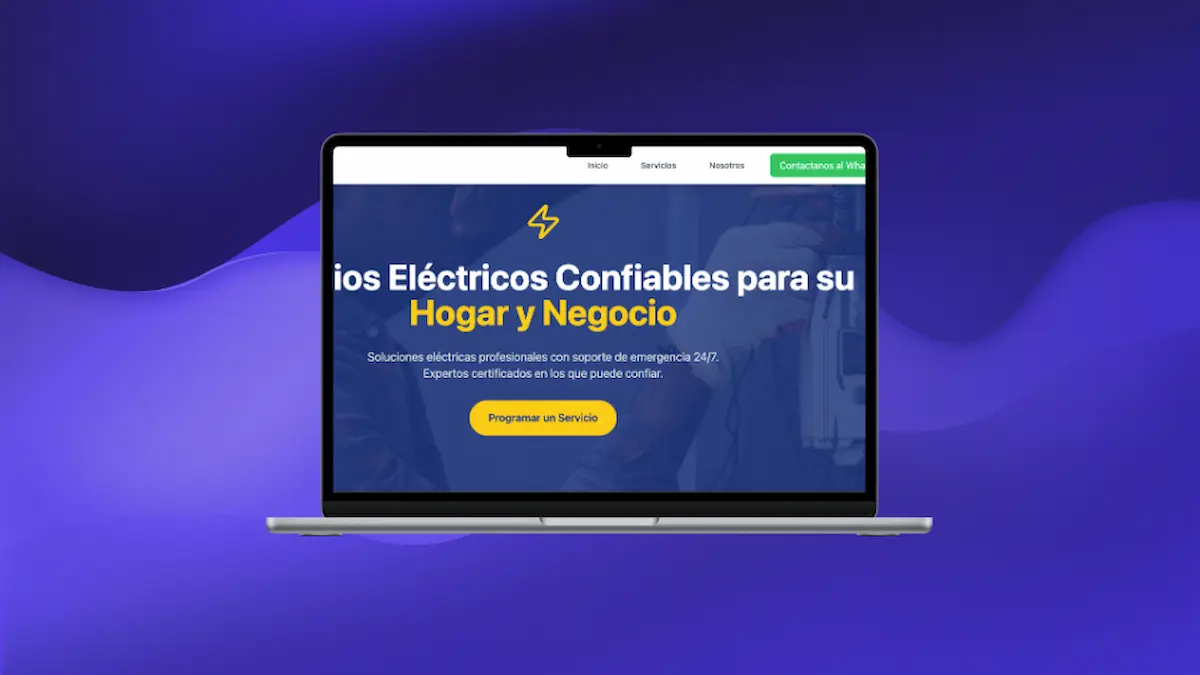 Inicio Servicios Nosotros Contactanos al Wha
ios Eléctricos Confiables para su
Hogar y Negocio
Soluciones eléctricas profesionales con soporte de emergencia 24/7.
Expertos certificados en los que puede confiar.
Programar un Servicio